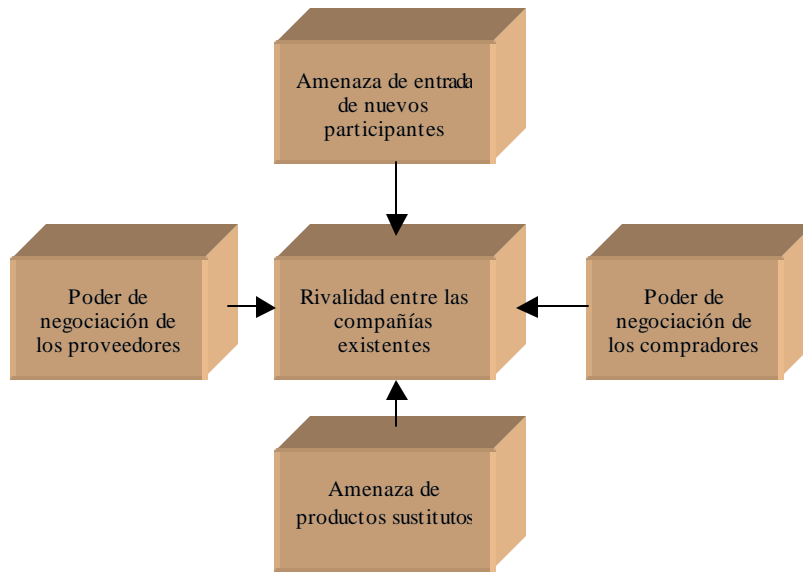 Amenaza de entrada
de nuevos
participantes
Poder de
negociación de
los proveedores
Rivalidad entre las
compañías
existentes
Poder de
negociación de
los compradores
Amenaza de
productos sustitutos